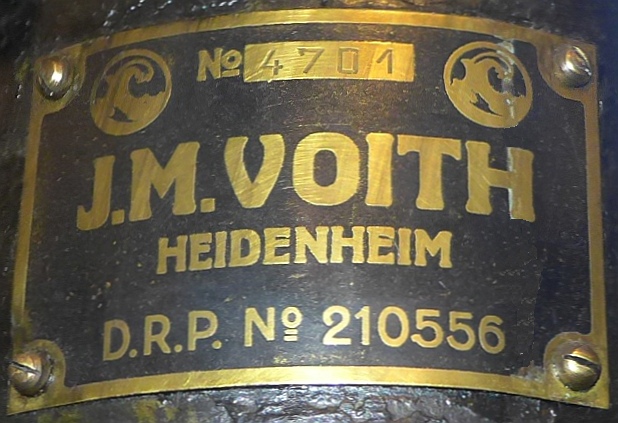 Nº 4701
J.M. VOITH
HEIDENHEIM
D.R.P. Nº 210556